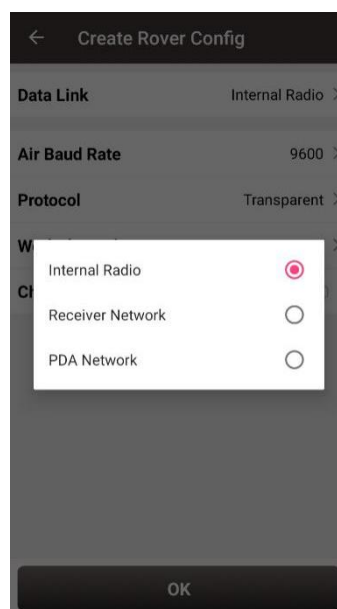 Create Rover Config
Data Link Internal Radio
Air Baud Rate 9600
Protocol Transparent
Internal Radio
Receiver Network
PDA Network
OK